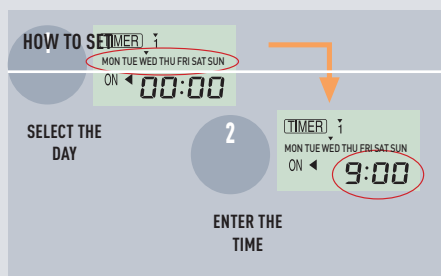 HOW TO SET
1
TIMER 1
MON TUE WED THU FRI SAT SUN
ON ◄ 00:00
SELECT THE
DAY
2
TIMER 1
MON TUE WED THU FRI SAT SUN
ON ◄ 9:00
ENTER THE
TIME